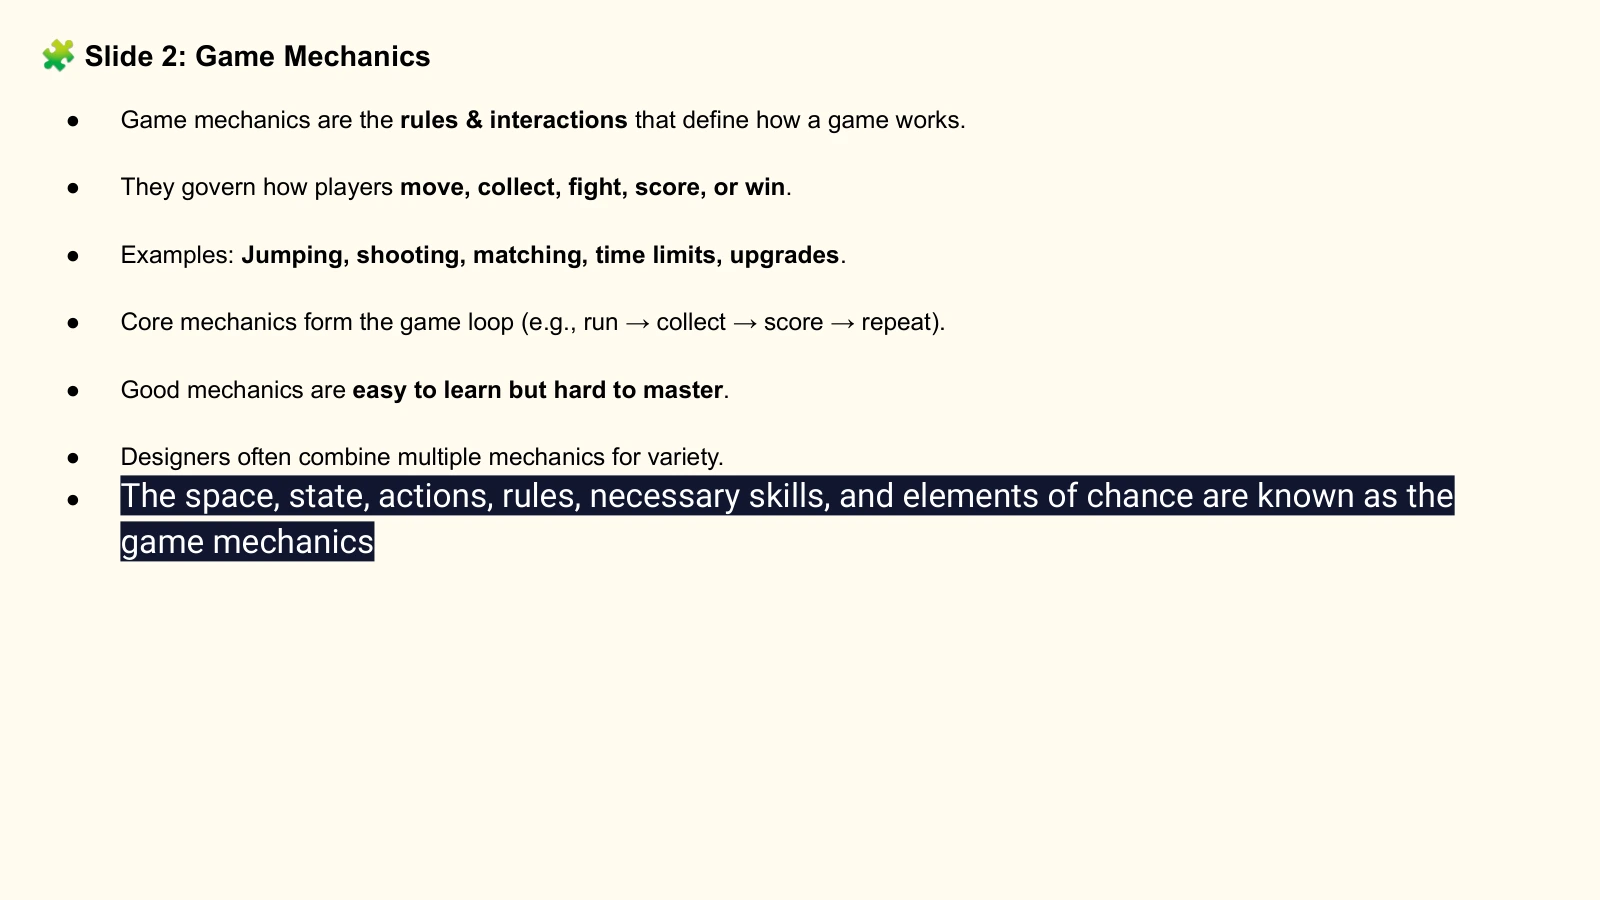 🧩 Slide 2: Game Mechanics
● Game mechanics are the rules & interactions that define how a game works.
● They govern how players move, collect, fight, score, or win.
● Examples: Jumping, shooting, matching, time limits, upgrades.
● Core mechanics form the game loop (e.g., run → collect → score → repeat).
● Good mechanics are easy to learn but hard to master.
● Designers often combine multiple mechanics for variety.
● The space, state, actions, rules, necessary skills, and elements of chance are known as the
game mechanics